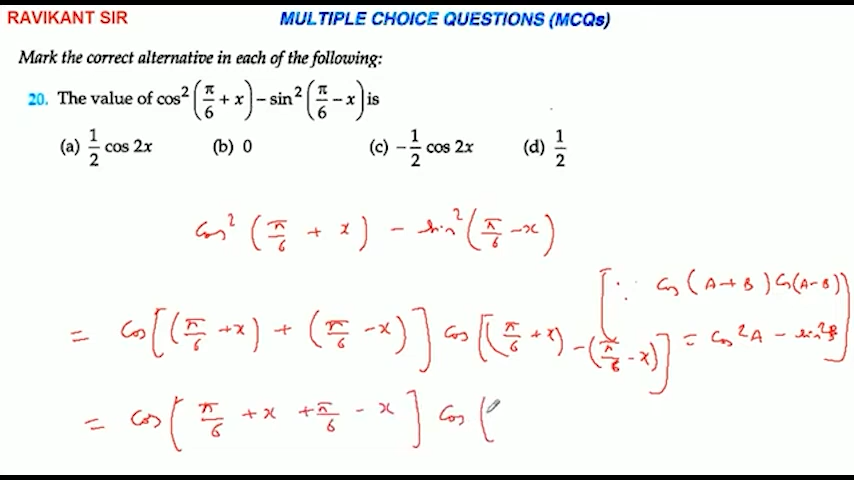 RAVIKANT SIR
MULTIPLE CHOICE QUESTIONS (MCQs)
Mark the correct alternative in each of the following:
20. The value of cos² (π/6 + x) − sin² (π/6 − x) is
(a) 1/2 cos 2x (b) 0 (c) −1/2 cos 2x (d) 1/2
cos² (π/6 + x) − sin² (π/6 − x)
[∵ cos(A+B) cos(A−B)
= cos²A − sin²B]
= cos[(π/6 + x) + (π/6 − x)] cos[(π/6 + x) − (π/6 − x)]
= cos[π/6 + x + π/6 − x] cos(